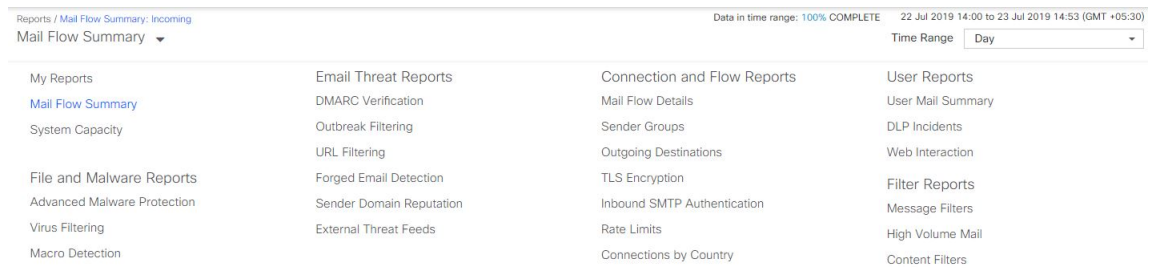 Reports / Mail Flow Summary: Incoming
Data in time range: 100% COMPLETE
22 Jul 2019 14:00 to 23 Jul 2019 14:53 (GMT +05:30)
Mail Flow Summary
Time Range
Day
My Reports
Mail Flow Summary
System Capacity
File and Malware Reports
Advanced Malware Protection
Virus Filtering
Macro Detection
Email Threat Reports
DMARC Verification
Outbreak Filtering
URL Filtering
Forged Email Detection
Sender Domain Reputation
External Threat Feeds
Connection and Flow Reports
Mail Flow Details
Sender Groups
Outgoing Destinations
TLS Encryption
Inbound SMTP Authentication
Rate Limits
Connections by Country
User Reports
User Mail Summary
DLP Incidents
Web Interaction
Filter Reports
Message Filters
High Volume Mail
Content Filters